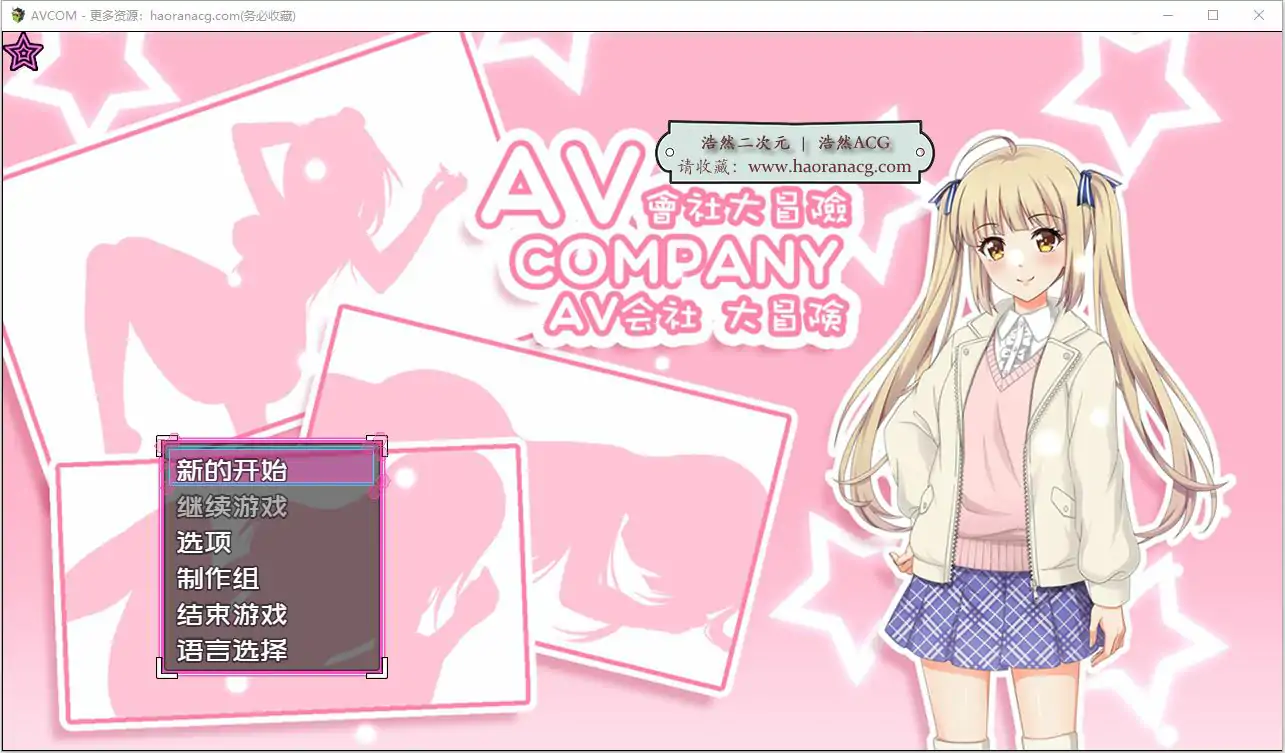 AVCOM - 更多资源：haoranacg.com(务必收藏)
浩然二次元 | 浩然ACG
请收藏：www.haoranacg.com
AV會社大冒險
COMPANY
AV会社 大冒険
新的开始
继续游戏
选项
制作组
结束游戏
语言选择